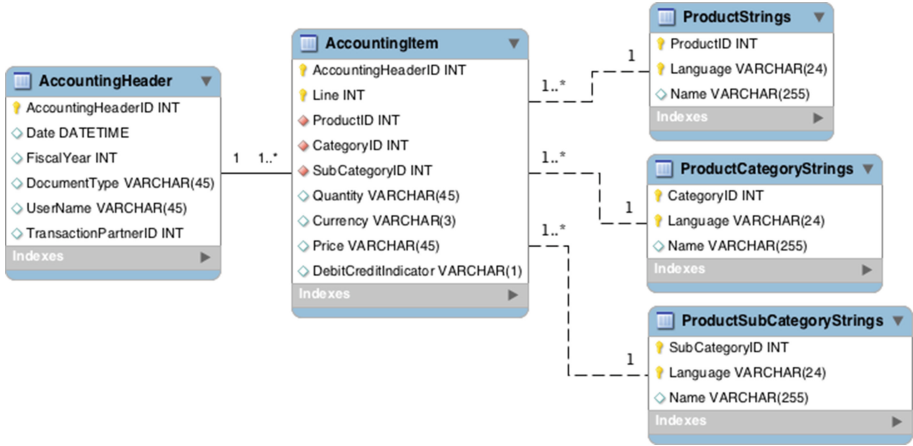 AccountingHeader
AccountingHeaderID INT
Date DATETIME
FiscalYear INT
DocumentType VARCHAR(45)
UserName VARCHAR(45)
TransactionPartnerID INT
Indexes
1 1..*
AccountingItem
AccountingHeaderID INT
Line INT
ProductID INT
CategoryID INT
SubCategoryID INT
Quantity VARCHAR(45)
Currency VARCHAR(3)
Price VARCHAR(45)
DebitCreditIndicator VARCHAR(1)
Indexes
1..* 1
1..* 1
1..* 1
ProductStrings
ProductID INT
Language VARCHAR(24)
Name VARCHAR(255)
Indexes
ProductCategoryStrings
CategoryID INT
Language VARCHAR(24)
Name VARCHAR(255)
Indexes
ProductSubCategoryStrings
SubCategoryID INT
Language VARCHAR(24)
Name VARCHAR(255)
Indexes